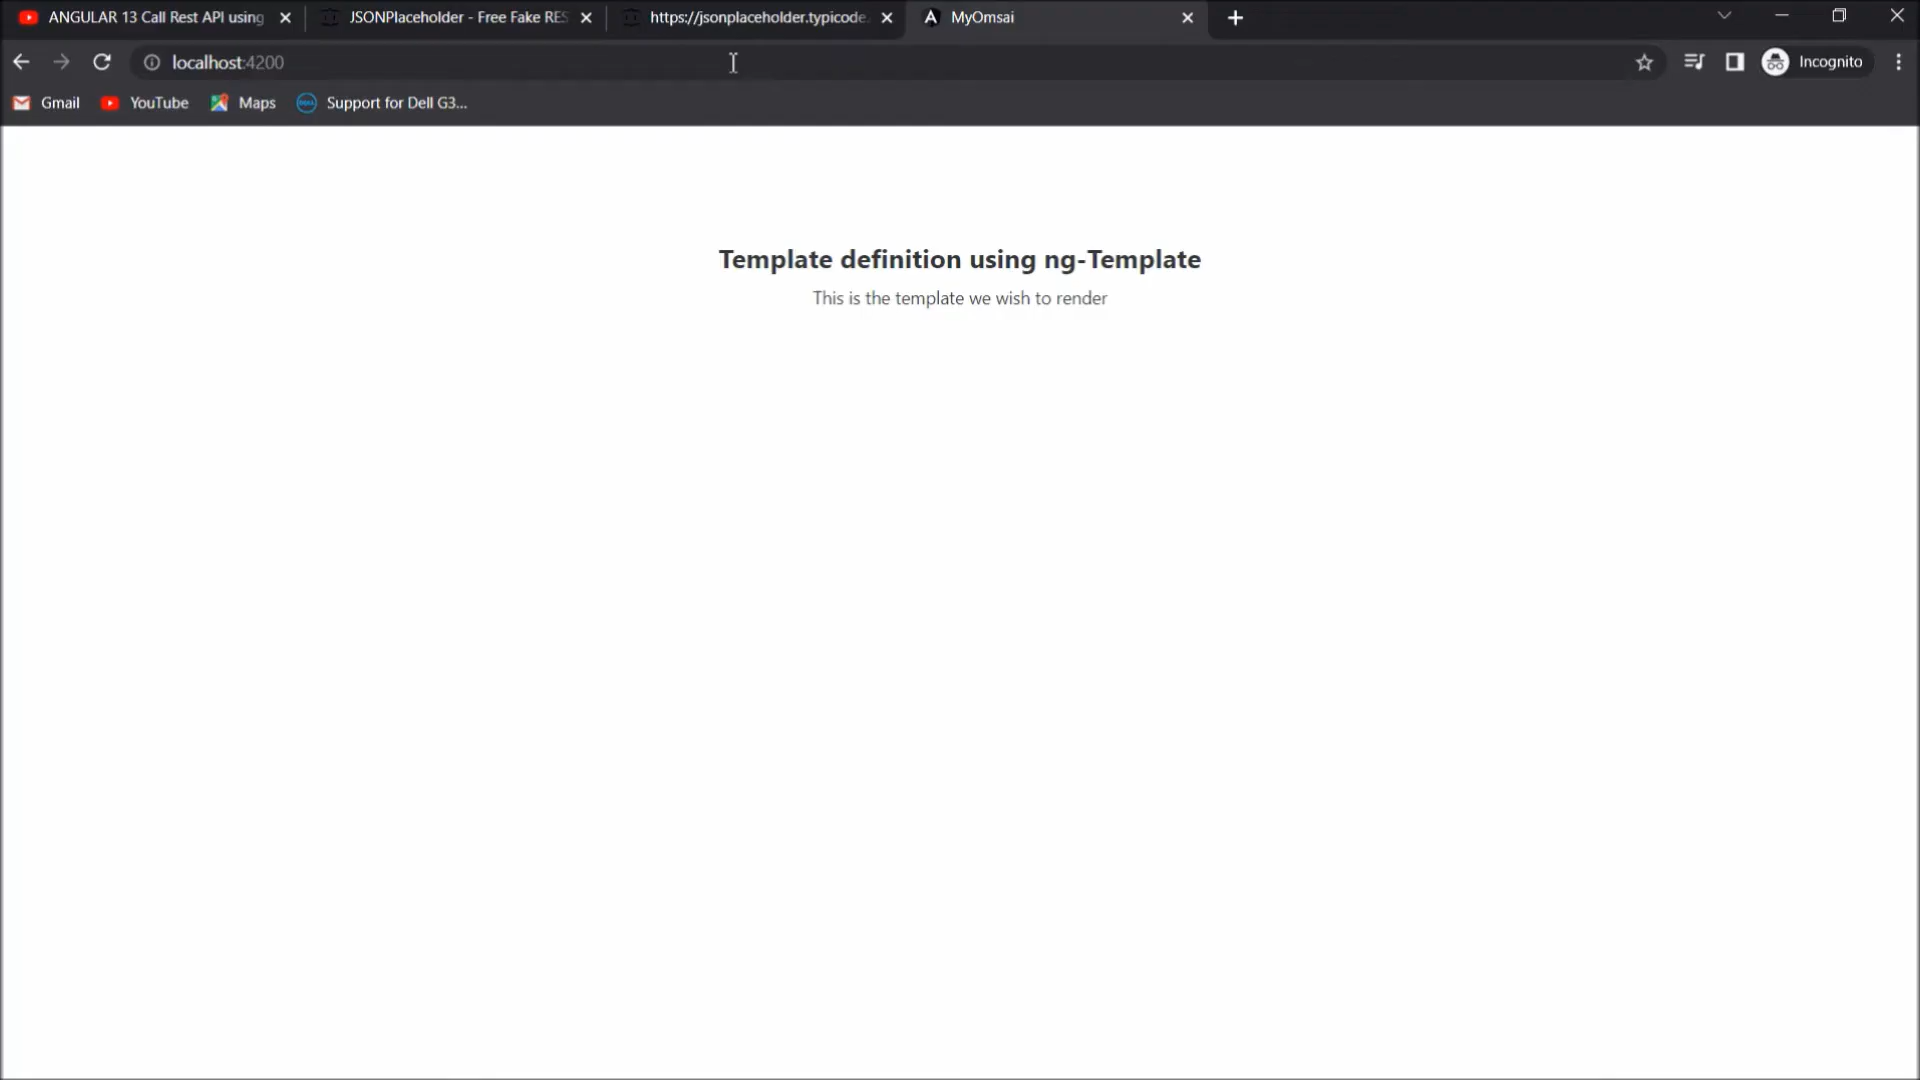 ANGULAR 13 Call Rest API using
JSONPlaceholder - Free Fake RES
https://jsonplaceholder.typicode.
MyOmsai
localhost:4200
Incognito
Gmail
YouTube
Maps
Support for Dell G3...
Template definition using ng-Template
This is the template we wish to render